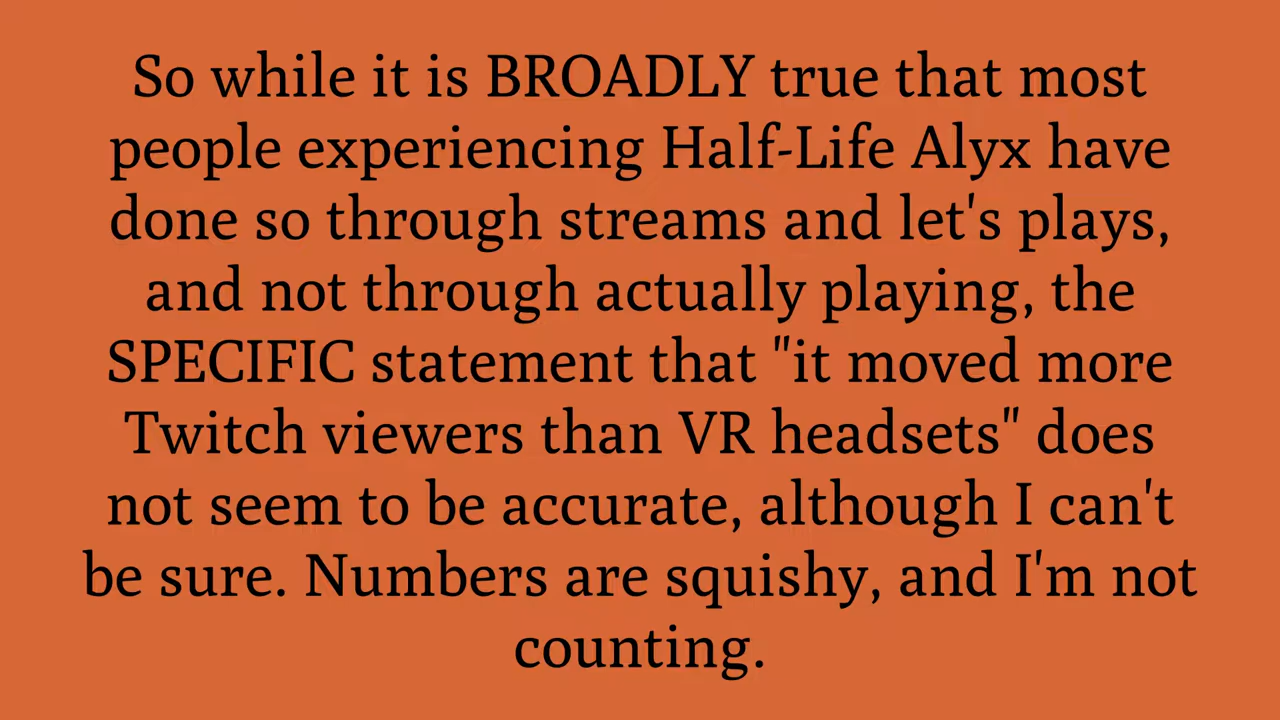 So while it is BROADLY true that most
people experiencing Half-Life Alyx have
done so through streams and let's plays,
and not through actually playing, the
SPECIFIC statement that "it moved more
Twitch viewers than VR headsets" does
not seem to be accurate, although I can't
be sure. Numbers are squishy, and I'm not
counting.